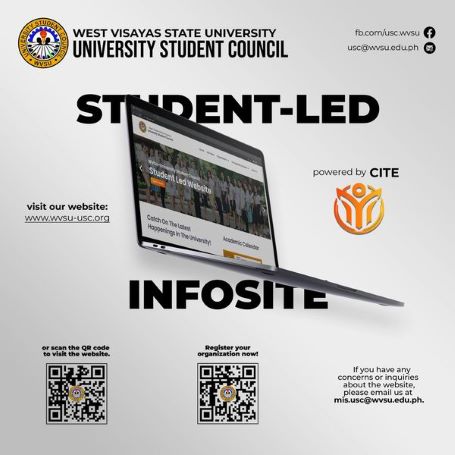 WEST VISAYAS STATE UNIVERSITY
UNIVERSITY STUDENT COUNCIL
fb.com/usc.wvsu
usc@wvsu.edu.ph
STUDENT-LED
Student Led Website
Catch On The Latest
Happenings In The University!
Academic Calendar
powered by CITE
visit our website:
www.wvsu-usc.org
INFOSITE
or scan the QR code
to visit the website.
Register your
organization now!
If you have any
concerns or inquiries
about the website,
please email us at
mis.usc@wvsu.edu.ph.